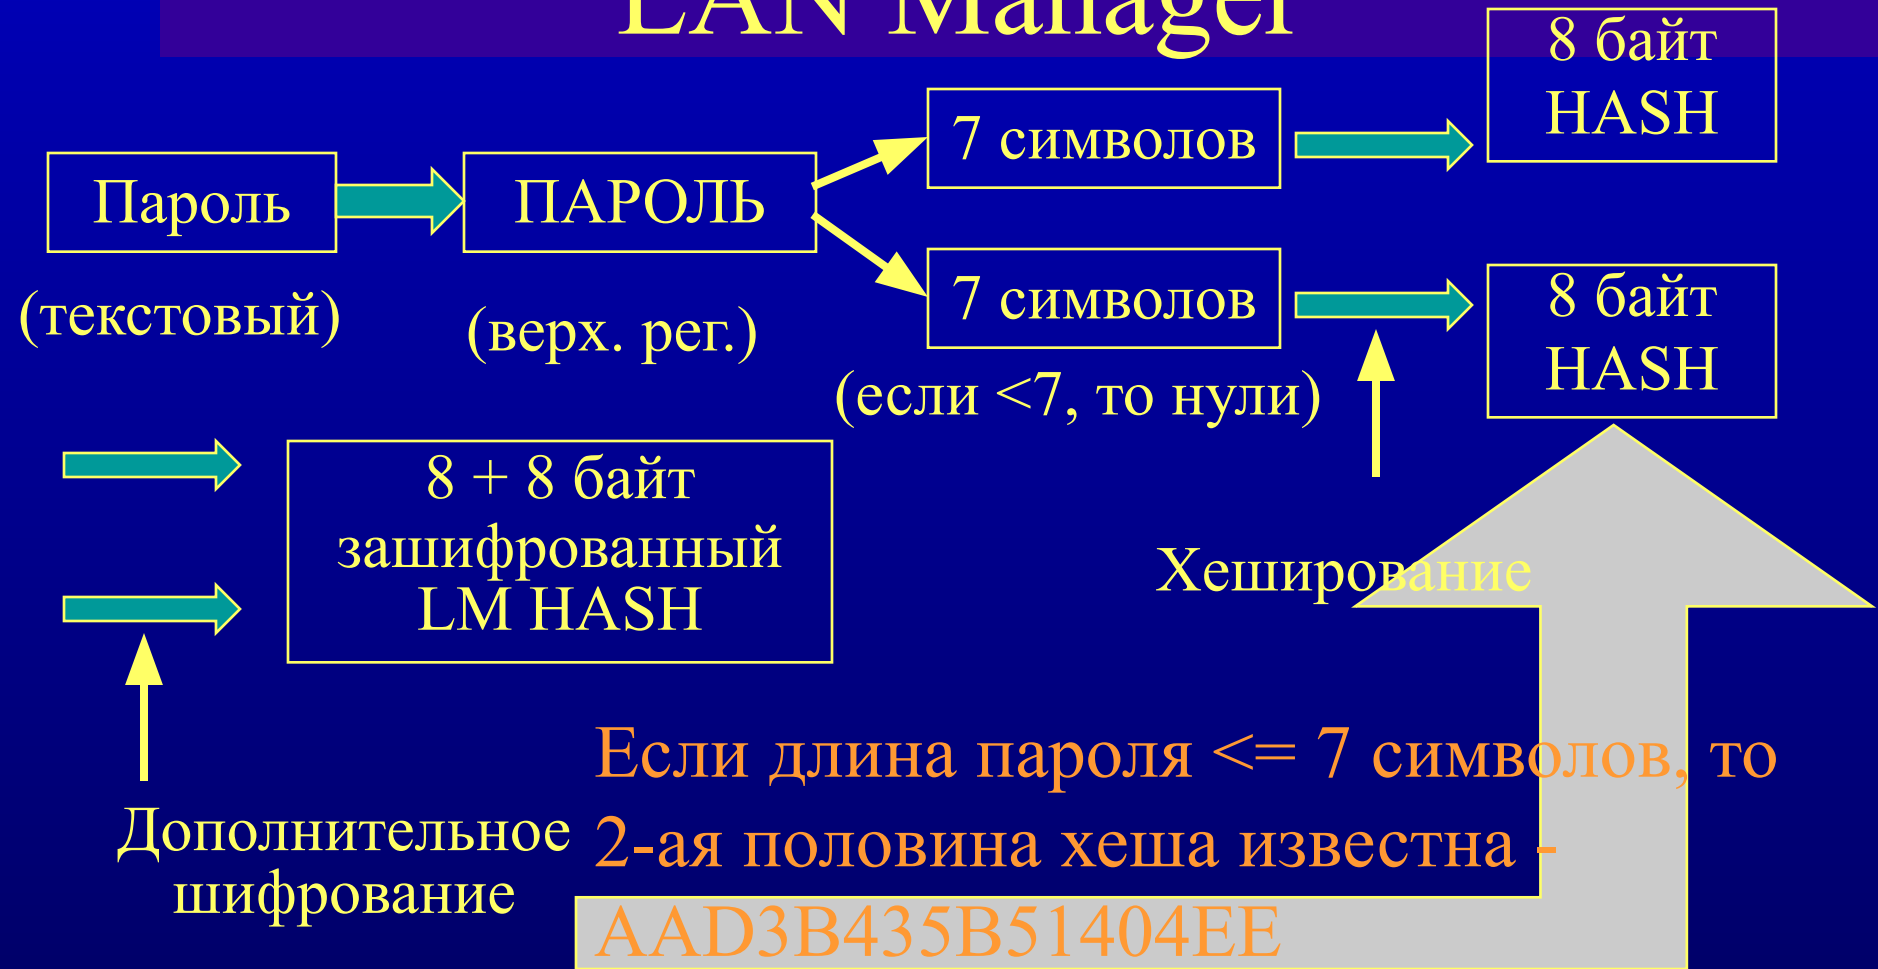 LAN Manager
8 байт
HASH
7 символов
Пароль
ПАРОЛЬ
(текстовый)
(верх. рег.)
7 символов
8 байт
HASH
(если <7, то нули)
8 + 8 байт
зашифрованный
LM HASH
Хеширование
Дополнительное
шифрование
Если длина пароля <= 7 символов, то
2-ая половина хеша известна -
AAD3B435B51404EE